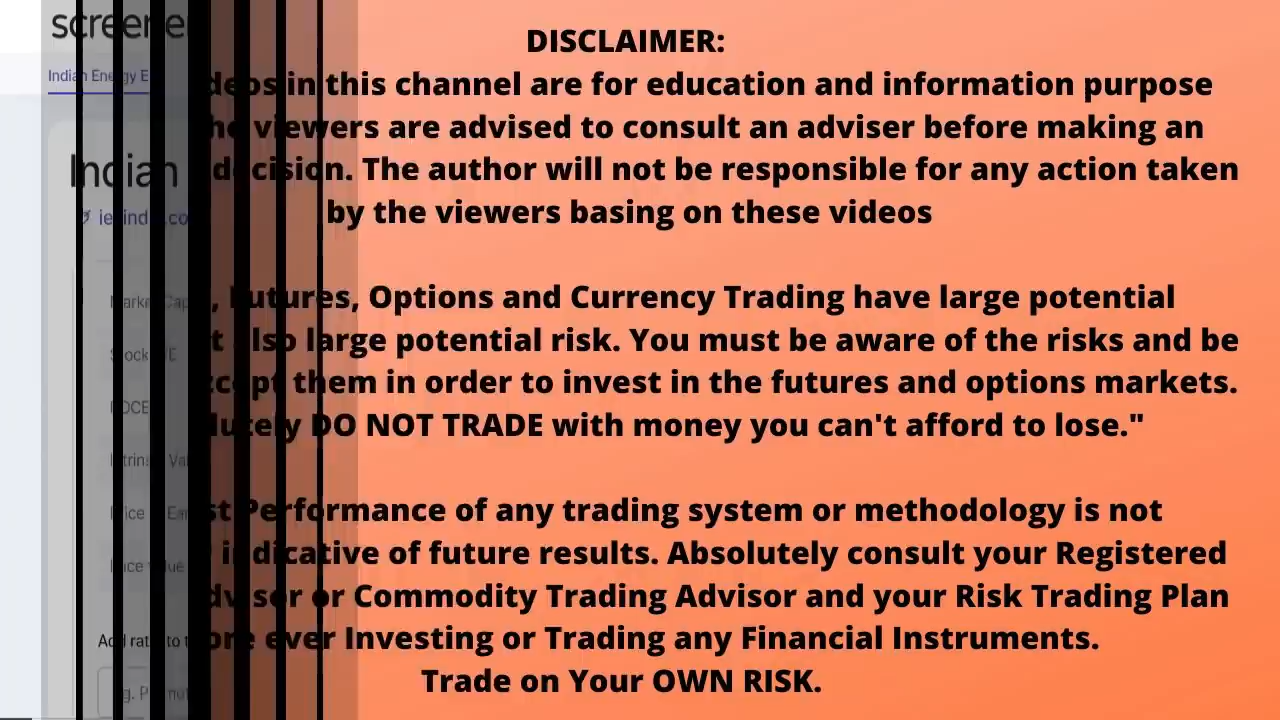 screener
Indian Energy E
DISCLAIMER:
in this channel are for education and information purpose
viewers are advised to consult an adviser before making an
decision. The author will not be responsible for any action taken
by the viewers basing on these videos
Indian
Futures, Options and Currency Trading have large potential
also large potential risk. You must be aware of the risks and be
accept them in order to invest in the futures and options markets.
DO NOT TRADE with money you can't afford to lose."
Performance of any trading system or methodology is not
indicative of future results. Absolutely consult your Registered
or Commodity Trading Advisor and your Risk Trading Plan
ever Investing or Trading any Financial Instruments.
Trade on Your OWN RISK.